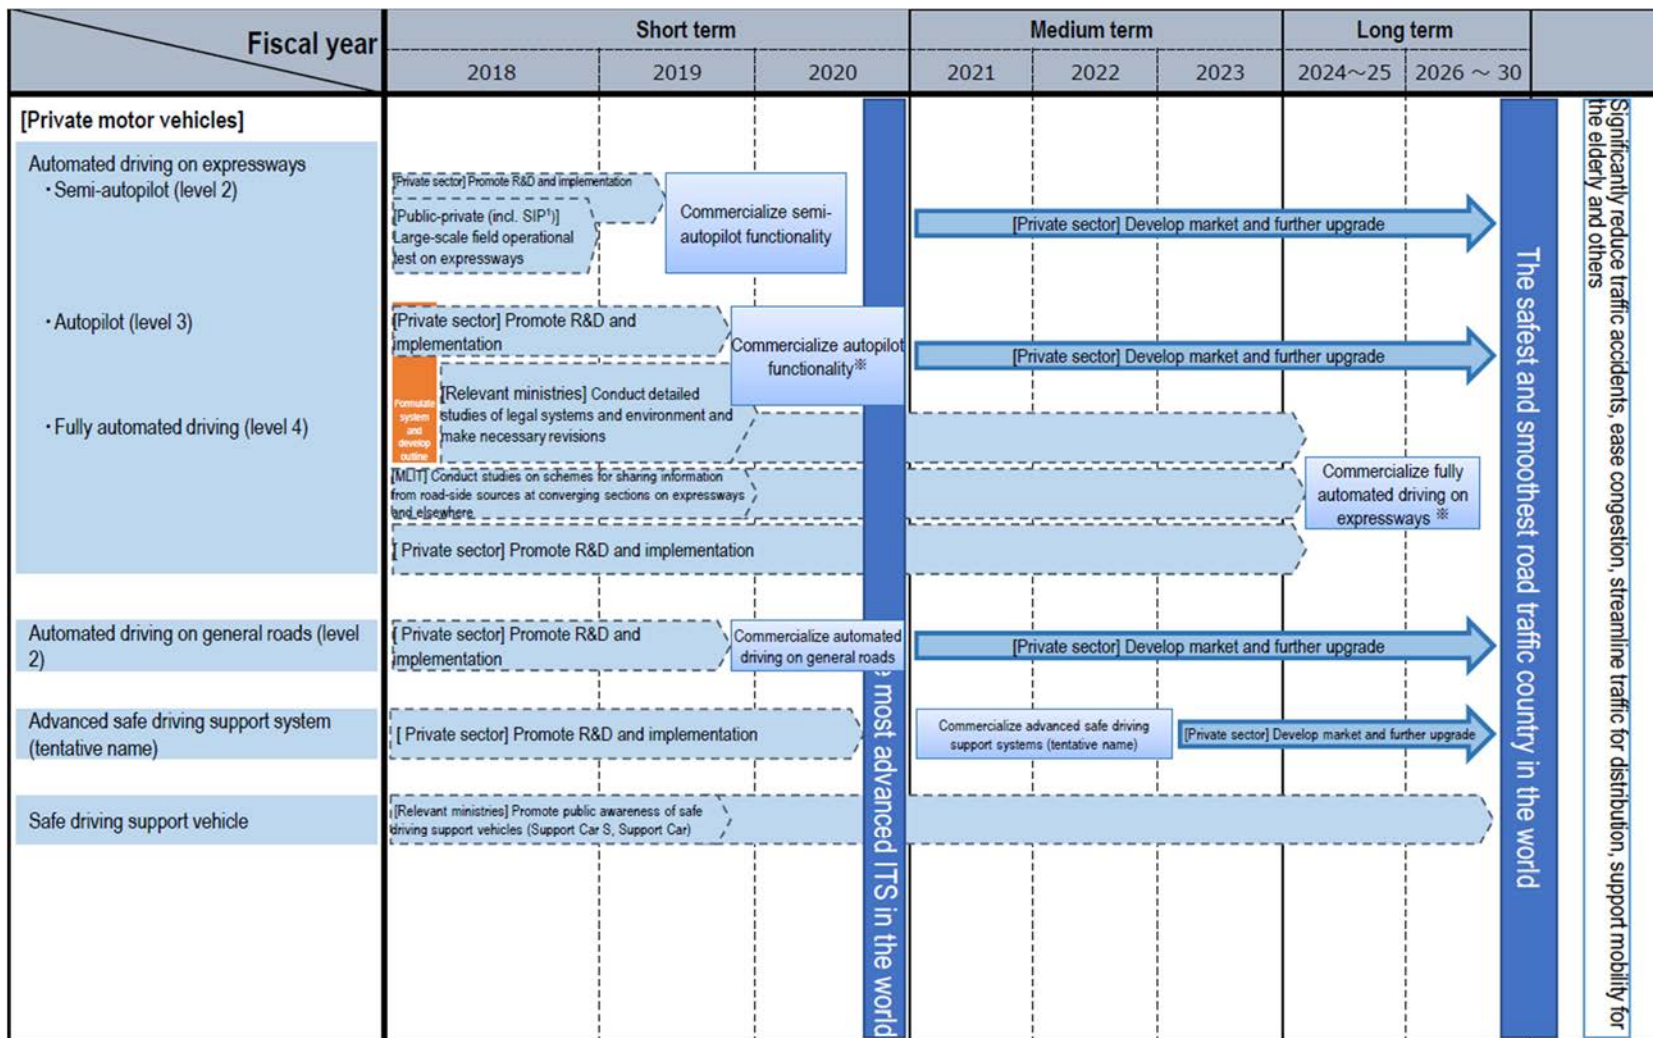 Fiscal year
Short term
Medium term
Long term
2018
2019
2020
2021
2022
2023
2024～25
2026 ～ 30
[Private motor vehicles]
Automated driving on expressways
・Semi-autopilot (level 2)
[Private sector] Promote R&D and implementation
[Public-private (incl. SIP¹)]
Large-scale field operational
test on expressways
Commercialize semi-
autopilot functionality
[Private sector] Develop market and further upgrade
・Autopilot (level 3)
[Private sector] Promote R&D and
implementation
Commercialize autopilot
functionality※
[Private sector] Develop market and further upgrade
Formulate
system
and
develop
outline
・Fully automated driving (level 4)
[Relevant ministries] Conduct detailed
studies of legal systems and environment and
make necessary revisions
[MLIT] Conduct studies on schemes for sharing information
from road-side sources at converging sections on expressways
and elsewhere
[ Private sector] Promote R&D and implementation
Commercialize fully
automated driving on
expressways ※
Automated driving on general roads (level
2)
[ Private sector] Promote R&D and
implementation
Commercialize automated
driving on general roads
[Private sector] Develop market and further upgrade
Advanced safe driving support system
(tentative name)
[ Private sector] Promote R&D and implementation
Commercialize advanced safe driving
support systems (tentative name)
[Private sector] Develop market and further upgrade
Safe driving support vehicle
[Relevant ministries] Promote public awareness of safe
driving support vehicles (Support Car S, Support Car)
most advanced ITS in the world
The safest and smoothest road traffic country in the world
Significantly reduce traffic accidents, ease congestion, streamline traffic for distribution, support mobility for
the elderly and others